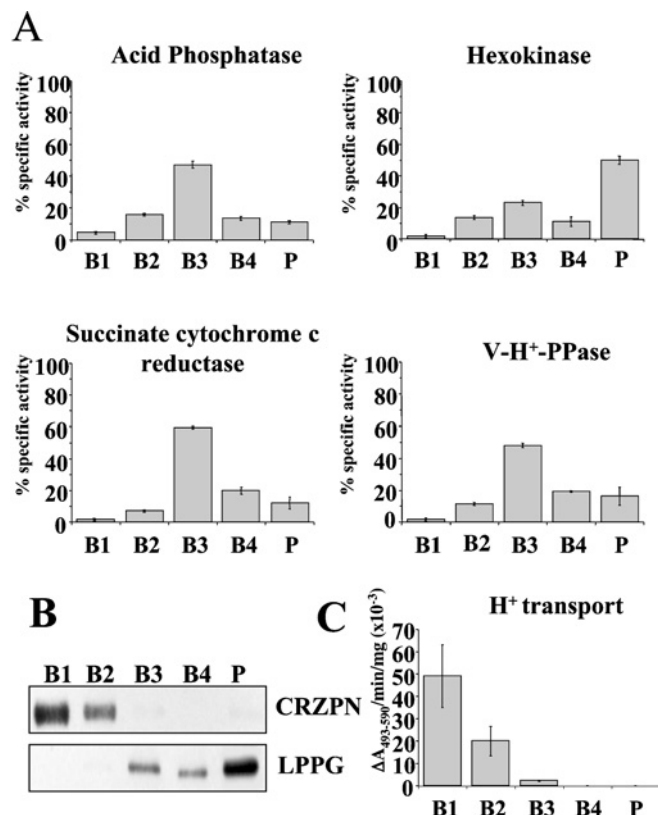 A
Acid Phosphatase
% specific activity
100
80
60
40
20
0
B1 B2 B3 B4 P
Hexokinase
% specific activity
100
80
60
40
20
0
B1 B2 B3 B4 P
Succinate cytochrome c
reductase
% specific activity
100
80
60
40
20
0
B1 B2 B3 B4 P
V-H⁺-PPase
% specific activity
100
80
60
40
20
0
B1 B2 B3 B4 P
B
B1 B2 B3 B4 P
CRZPN
LPPG
C
H⁺ transport
ΔA₄₉₃₋₅₉₀/min/mg (x10⁻³)
70
60
50
40
30
20
10
0
B1 B2 B3 B4 P